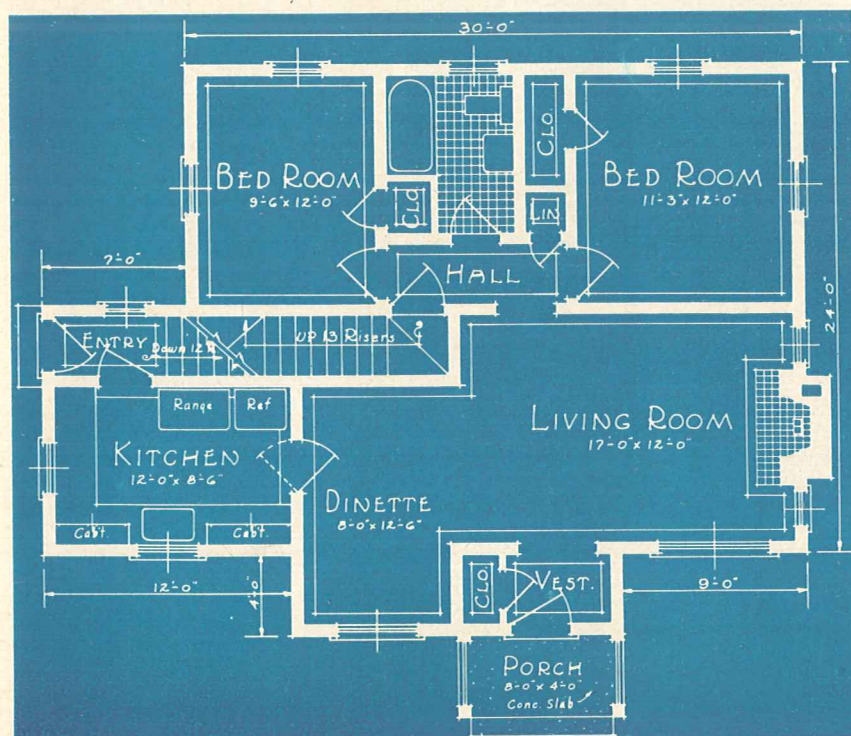 30'-0"
BED ROOM
9'-6" x 12'-0"
CLO.
CLO.
BED ROOM
11'-3" x 12'-0"
LIN.
HALL
7'-0"
24'-0"
ENTRY
Down 12 R
UP 13 Risers
Range
Ref
KITCHEN
12'-0" x 8'-6"
LIVING ROOM
17'-0" x 12'-0"
DINETTE
8'-0" x 12'-6"
Cab't.
Cab't.
CLO.
VEST.
12'-0"
4'-0"
9'-0"
PORCH
8'-0" x 4'-0"
Conc. Slab